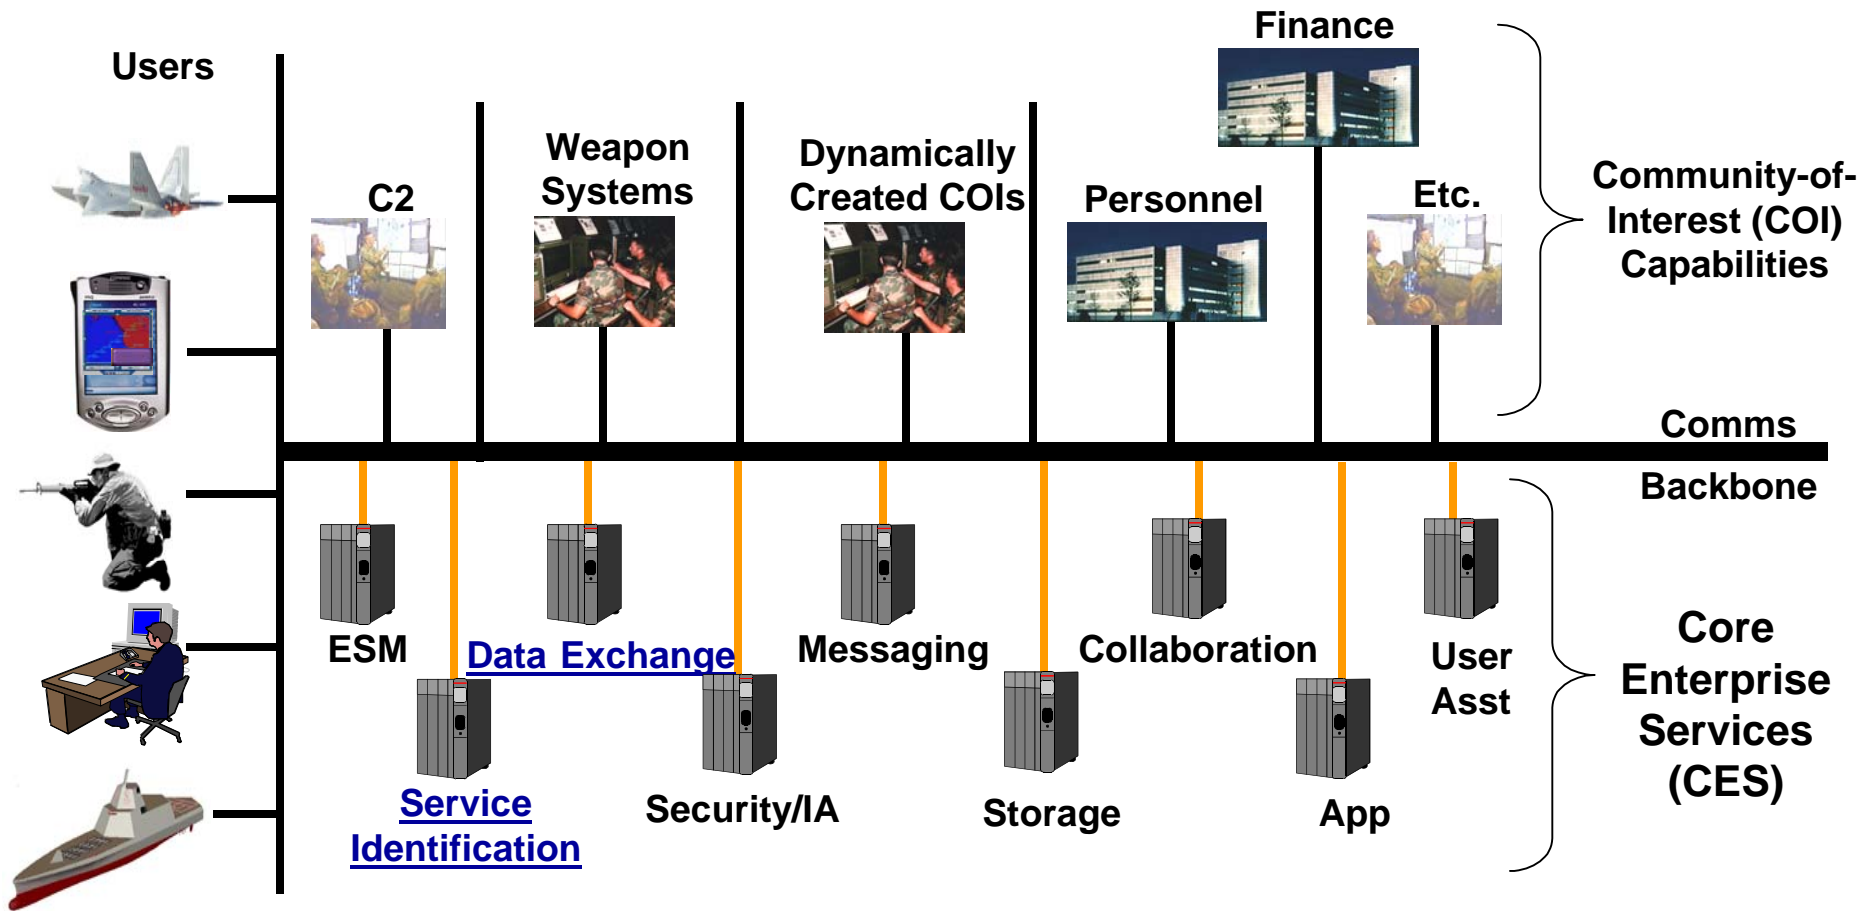 Users
Finance
Weapon
Systems
Dynamically
Created COIs
C2
Personnel
Etc.
Community-of-
Interest (COI)
Capabilities
Comms
Backbone
ESM
Data Exchange
Messaging
Collaboration
User
Asst
Service
Identification
Security/IA
Storage
App
Core
Enterprise
Services
(CES)